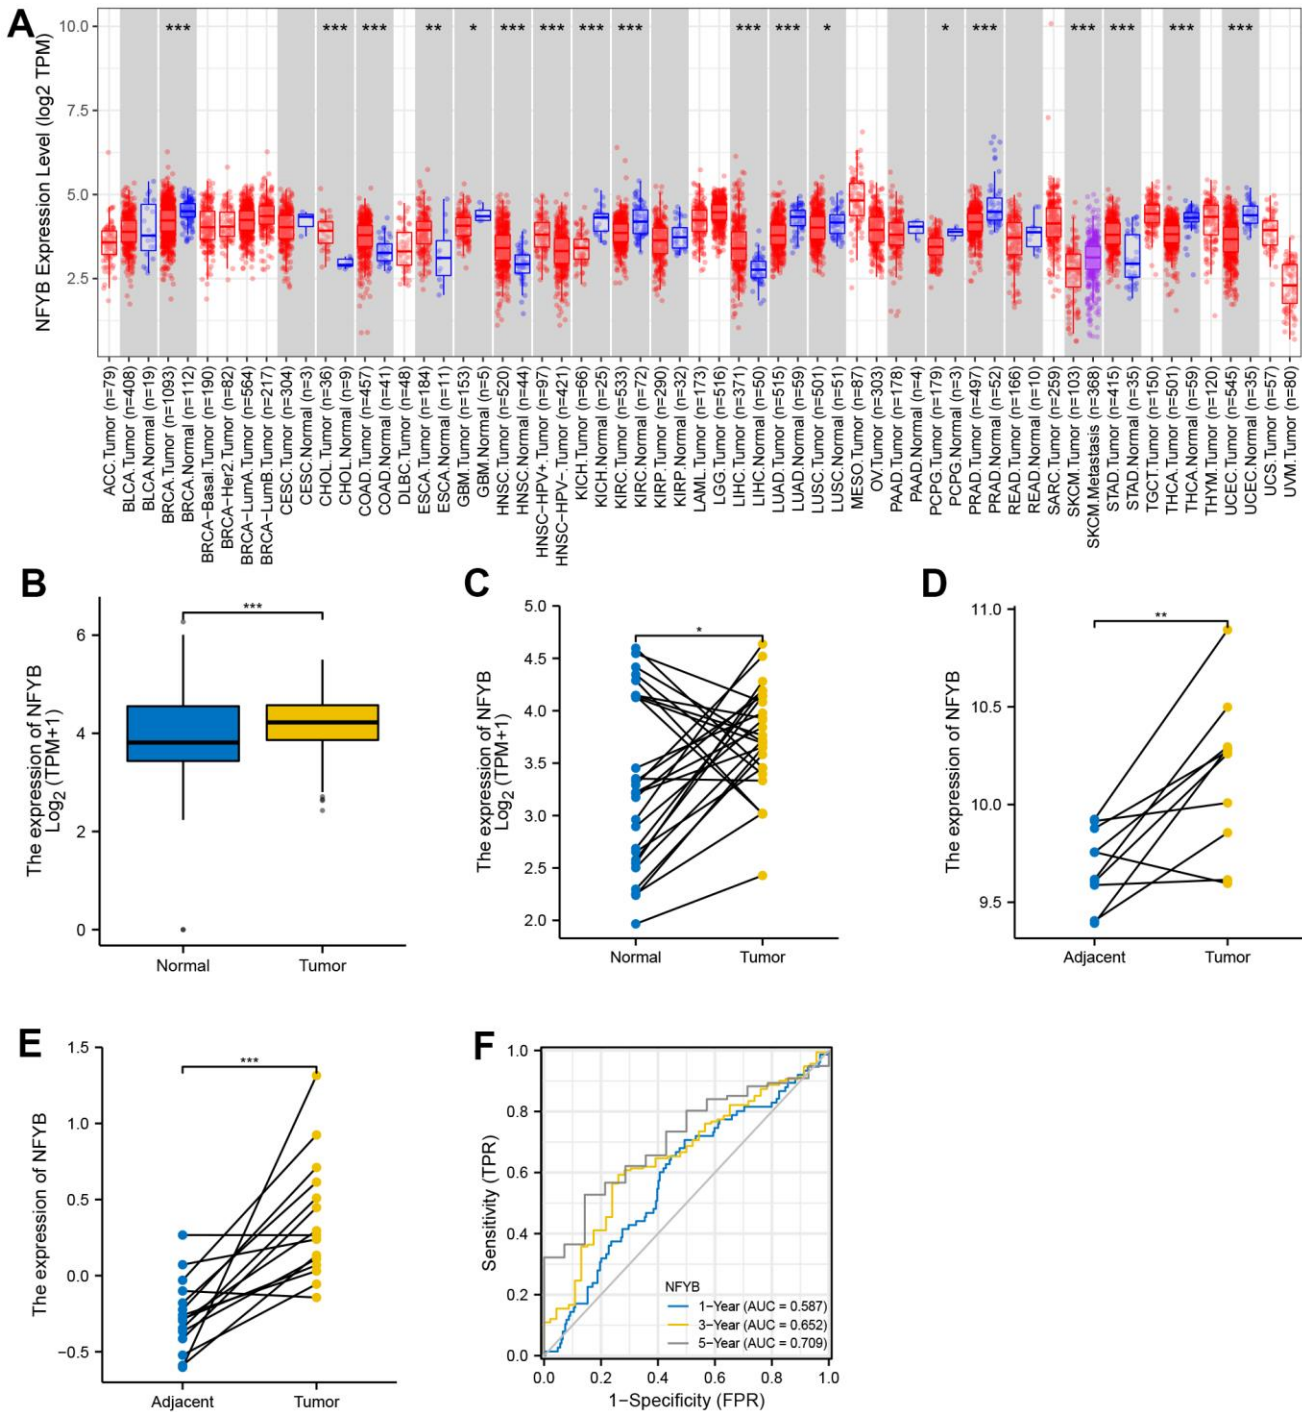 A
NFYB Expression Level (log2 TPM)
10.0
7.5
5.0
2.5
*** *** *** ** * *** *** *** *** *** *** * * *** *** *** *** ***
ACC.Tumor (n=79)
BLCA.Tumor (n=408)
BLCA.Normal (n=19)
BRCA.Tumor (n=1093)
BRCA.Normal (n=112)
BRCA−Basal.Tumor (n=190)
BRCA−Her2.Tumor (n=82)
BRCA−LumA.Tumor (n=564)
BRCA−LumB.Tumor (n=217)
CESC.Tumor (n=304)
CESC.Normal (n=3)
CHOL.Tumor (n=36)
CHOL.Normal (n=9)
COAD.Tumor (n=457)
COAD.Normal (n=41)
DLBC.Tumor (n=48)
ESCA.Tumor (n=184)
ESCA.Normal (n=11)
GBM.Tumor (n=153)
GBM.Normal (n=5)
HNSC.Tumor (n=520)
HNSC.Normal (n=44)
HNSC−HPV+.Tumor (n=97)
HNSC−HPV−.Tumor (n=421)
KICH.Tumor (n=66)
KICH.Normal (n=25)
KIRC.Tumor (n=533)
KIRC.Normal (n=72)
KIRP.Tumor (n=290)
KIRP.Normal (n=32)
LAML.Tumor (n=173)
LGG.Tumor (n=516)
LIHC.Tumor (n=371)
LIHC.Normal (n=50)
LUAD.Tumor (n=515)
LUAD.Normal (n=59)
LUSC.Tumor (n=501)
LUSC.Normal (n=51)
MESO.Tumor (n=87)
OV.Tumor (n=303)
PAAD.Tumor (n=178)
PAAD.Normal (n=4)
PCPG.Tumor (n=179)
PCPG.Normal (n=3)
PRAD.Tumor (n=497)
PRAD.Normal (n=52)
READ.Tumor (n=166)
READ.Normal (n=10)
SARC.Tumor (n=259)
SKCM.Tumor (n=103)
SKCM.Metastasis (n=368)
STAD.Tumor (n=415)
STAD.Normal (n=35)
TGCT.Tumor (n=150)
THCA.Tumor (n=501)
THCA.Normal (n=59)
THYM.Tumor (n=120)
UCEC.Tumor (n=545)
UCEC.Normal (n=35)
UCS.Tumor (n=57)
UVM.Tumor (n=80)
B
The expression of NFYB
Log2 (TPM+1)
6
4
2
0
***
Normal Tumor
C
The expression of NFYB
Log2 (TPM+1)
5.0
4.5
4.0
3.5
3.0
2.5
2.0
*
Normal Tumor
D
The expression of NFYB
11.0
10.5
10.0
9.5
**
Adjacent Tumor
E
The expression of NFYB
1.5
1.0
0.5
0.0
−0.5
***
Adjacent Tumor
F
Sensitivity (TPR)
1.0
0.8
0.6
0.4
0.2
0.0
NFYB
1−Year (AUC = 0.587)
3−Year (AUC = 0.652)
5−Year (AUC = 0.709)
0.0 0.2 0.4 0.6 0.8 1.0
1−Specificity (FPR)